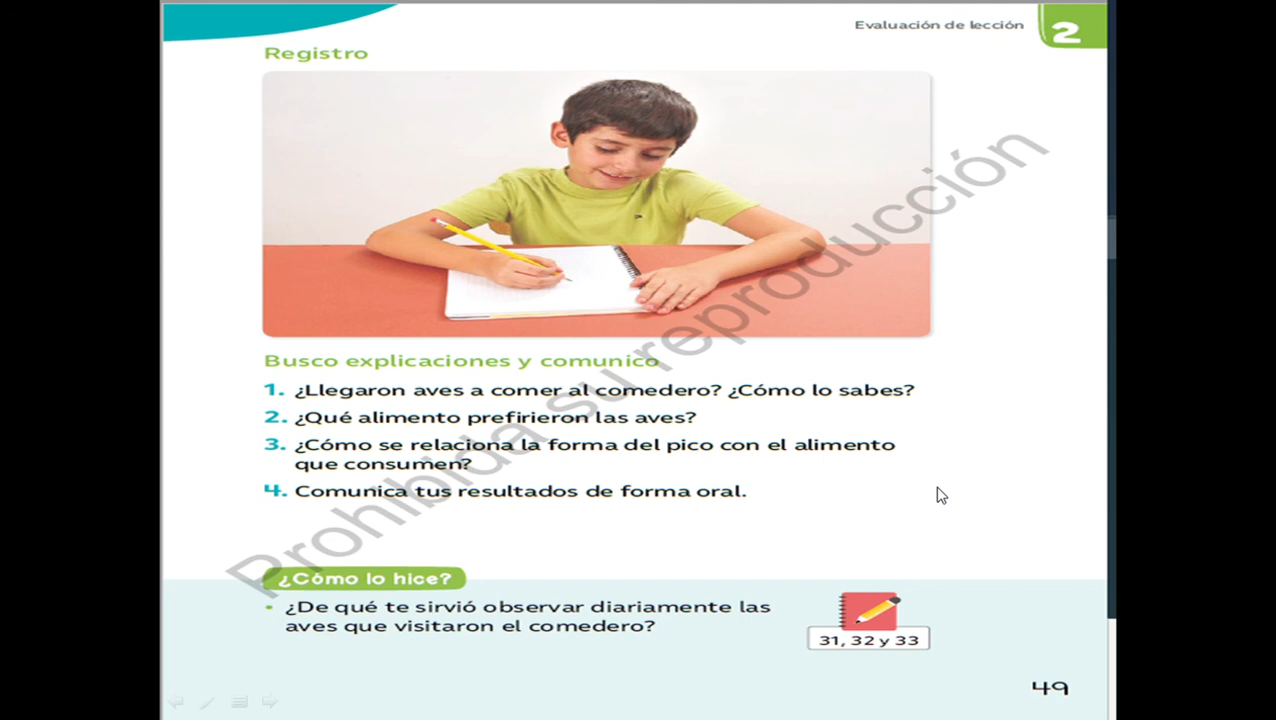 Evaluación de lección
2
Registro
Busco explicaciones y comunico
1. ¿Llegaron aves a comer al comedero? ¿Cómo lo sabes?
2. ¿Qué alimento prefirieron las aves?
3. ¿Cómo se relaciona la forma del pico con el alimento
que consumen?
4. Comunica tus resultados de forma oral.
Prohibida su reproducción
¿Cómo lo hice?
• ¿De qué te sirvió observar diariamente las
aves que visitaron el comedero?
31, 32 y 33
49